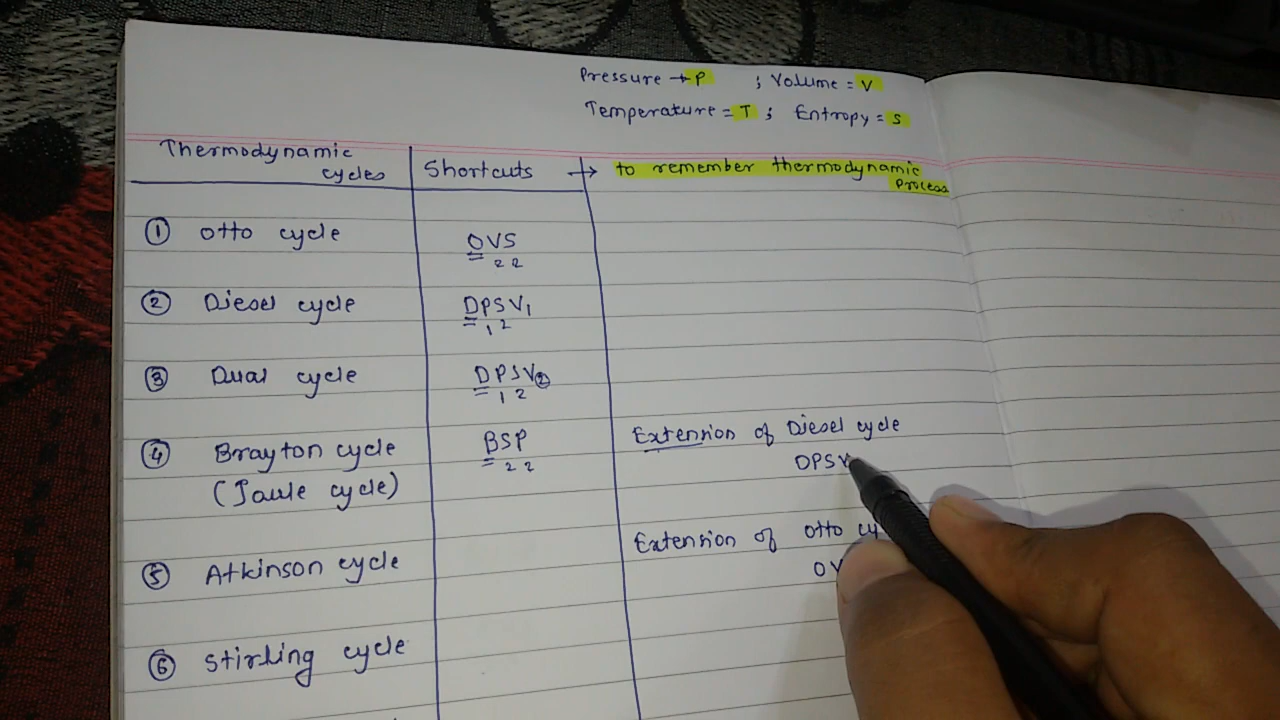 Pressure → P ; Volume = V
Temperature = T ; Entropy = S
Thermodynamic cycles
Shortcuts → to remember thermodynamic process
① Otto cycle
OVS
2 2
② Diesel cycle
DPSV₁
1 2
③ Dual cycle
DPSV②
1 2
④ Brayton cycle
(Joule cycle)
BSP
2 2
Extension of Diesel cycle
DPSV
⑤ Atkinson cycle
Extension of Otto cy
OV
⑥ Stirling cycle